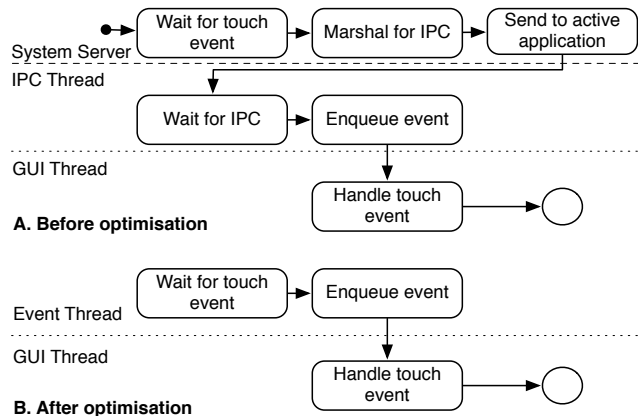 Wait for touch
event
Marshal for IPC
Send to active
application
System Server
IPC Thread
Wait for IPC
Enqueue event
GUI Thread
Handle touch
event
A. Before optimisation
Wait for touch
event
Enqueue event
Event Thread
GUI Thread
Handle touch
event
B. After optimisation